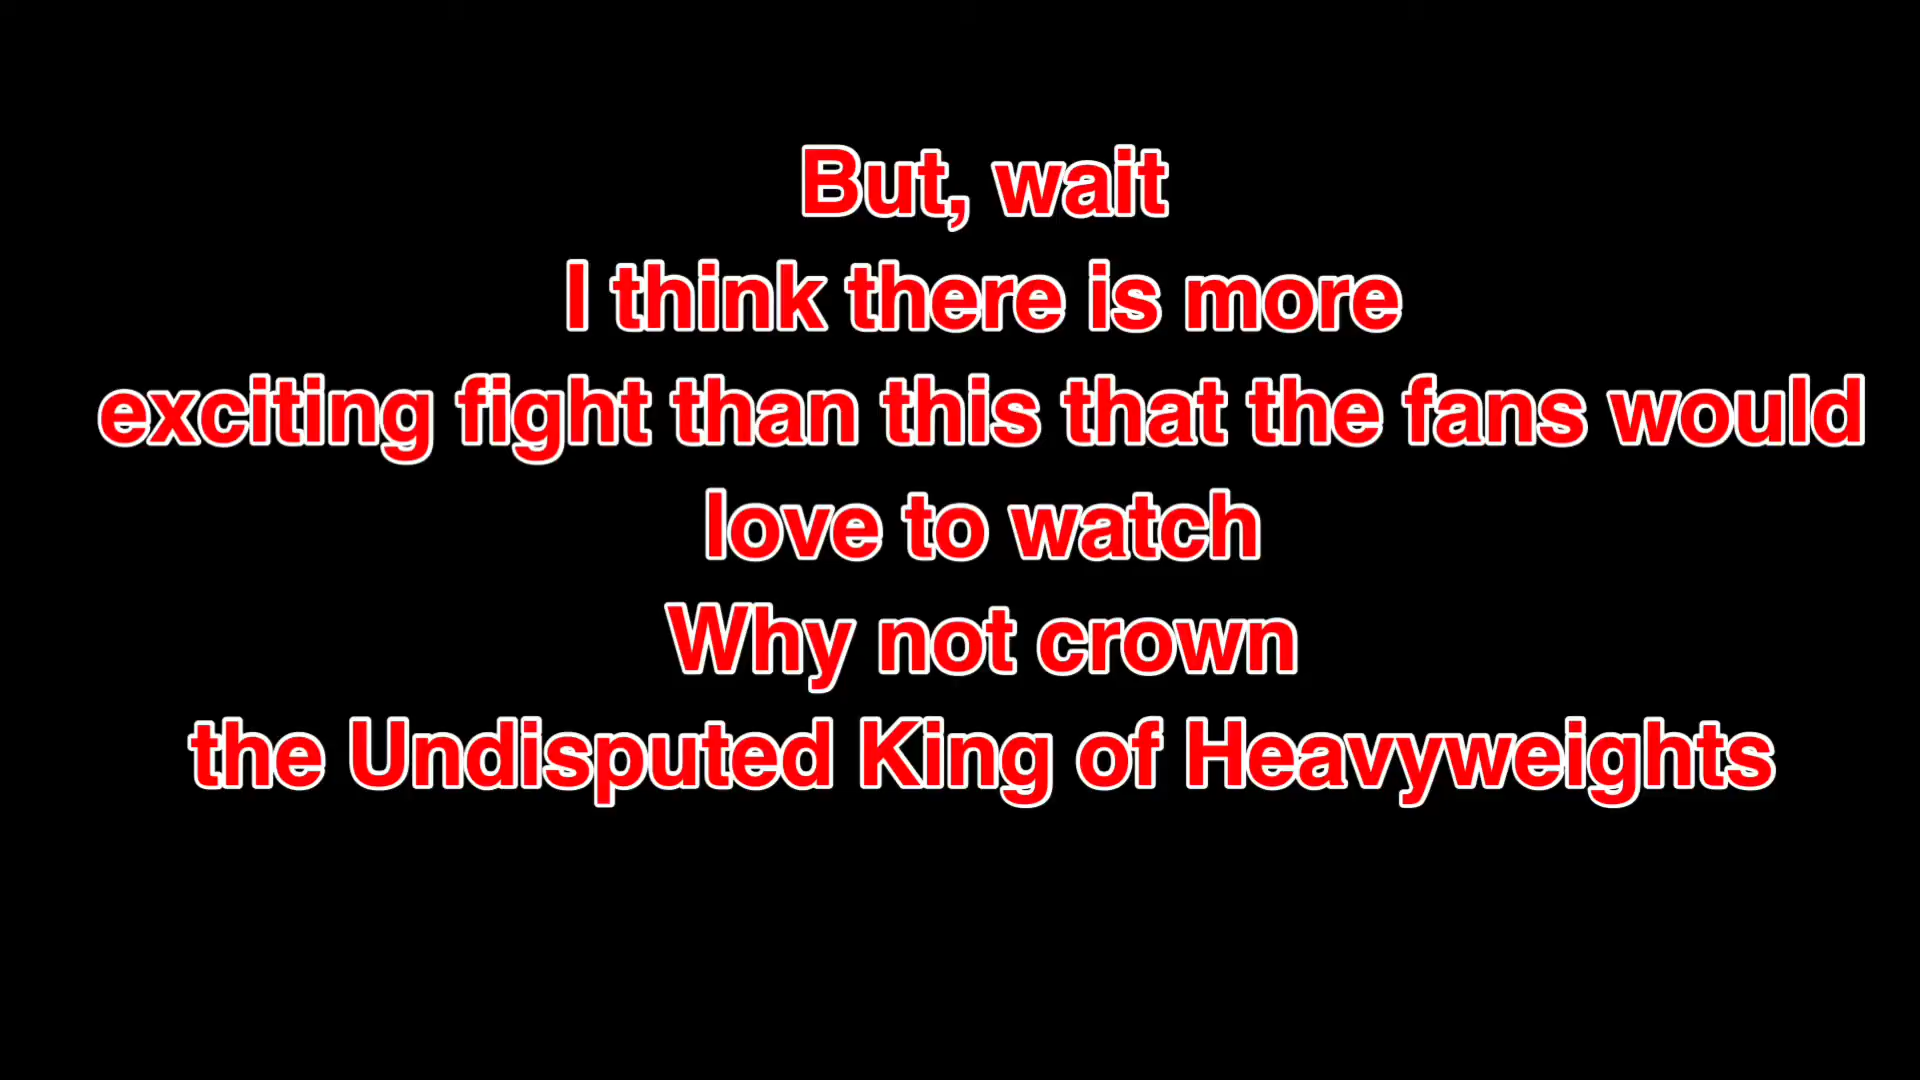 But, wait
I think there is more
exciting fight than this that the fans would
love to watch
Why not crown
the Undisputed King of Heavyweights